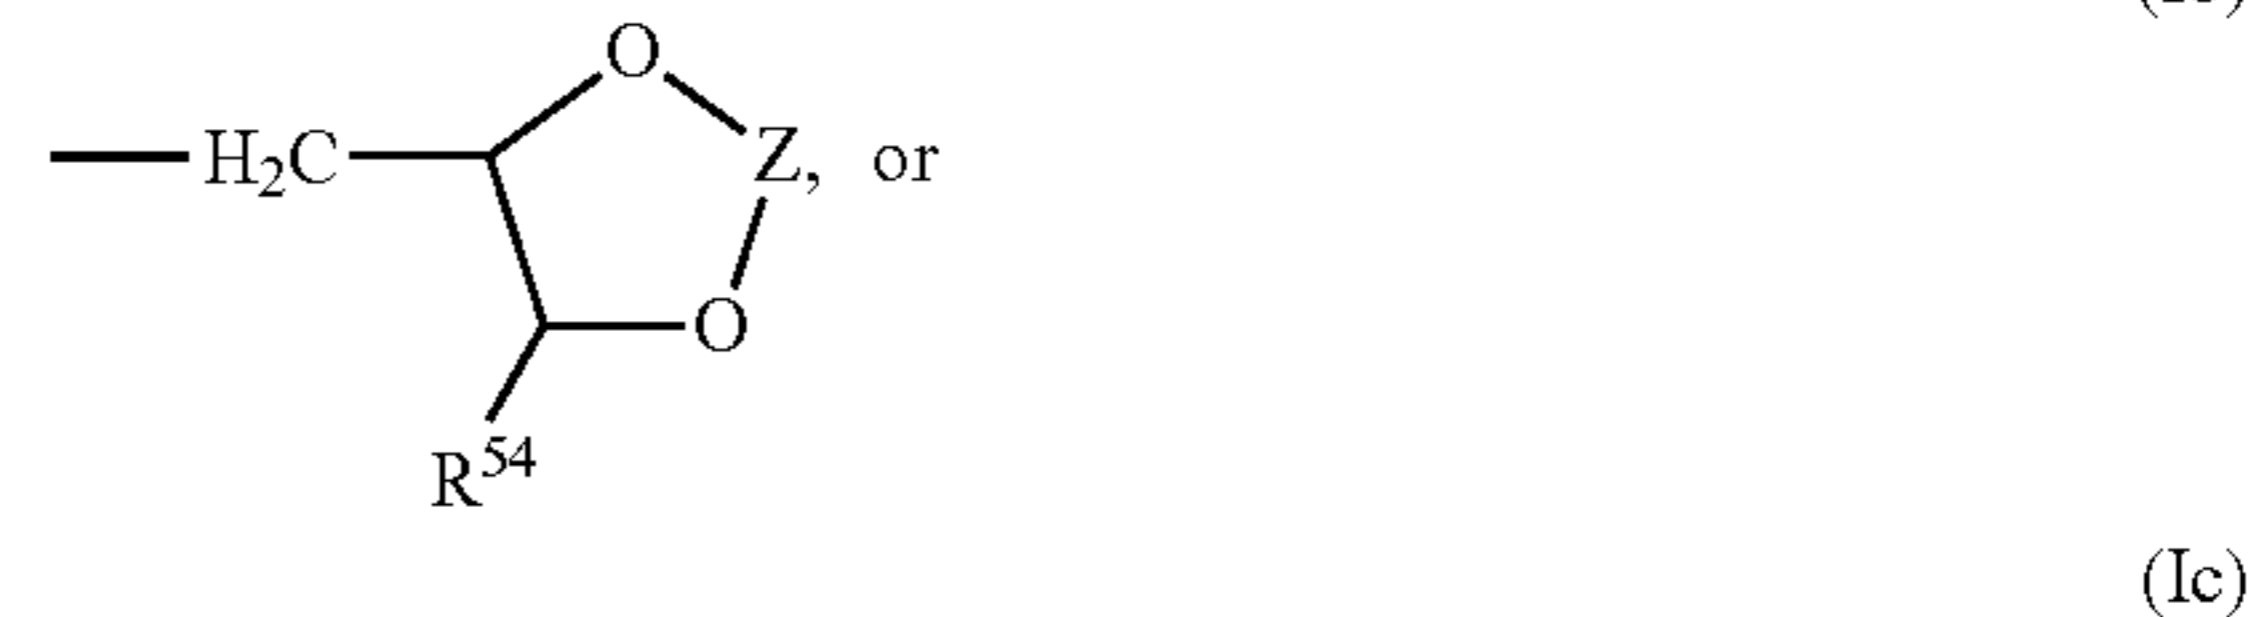 O
H₂C Z, or
O
R⁵⁴
(Ic)